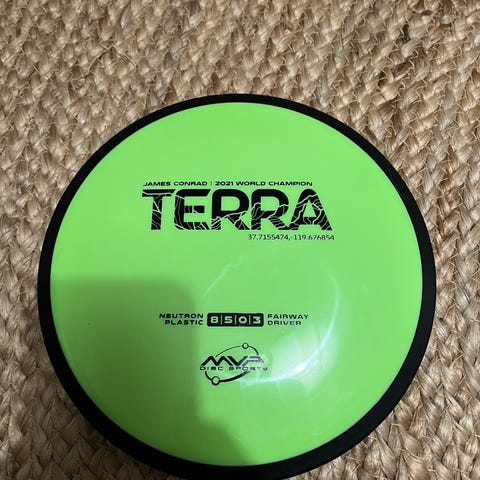 JAMES CONRAD | 2021 WORLD CHAMPION
TERRA
37.7155474,-119.676854
NEUTRON PLASTIC 8 5 0 3 FAIRWAY DRIVER
MVP
DISC SPORTS